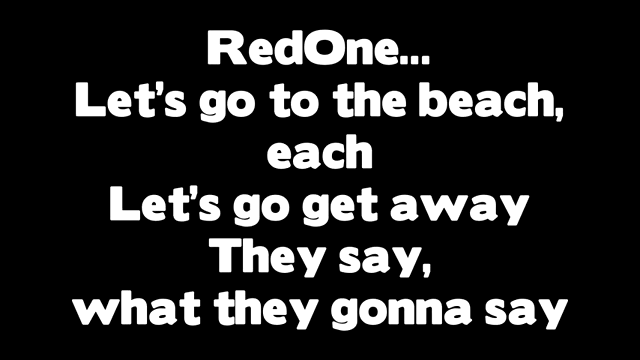 RedOne...
Let's go to the beach,
each
Let's go get away
They say,
what they gonna say